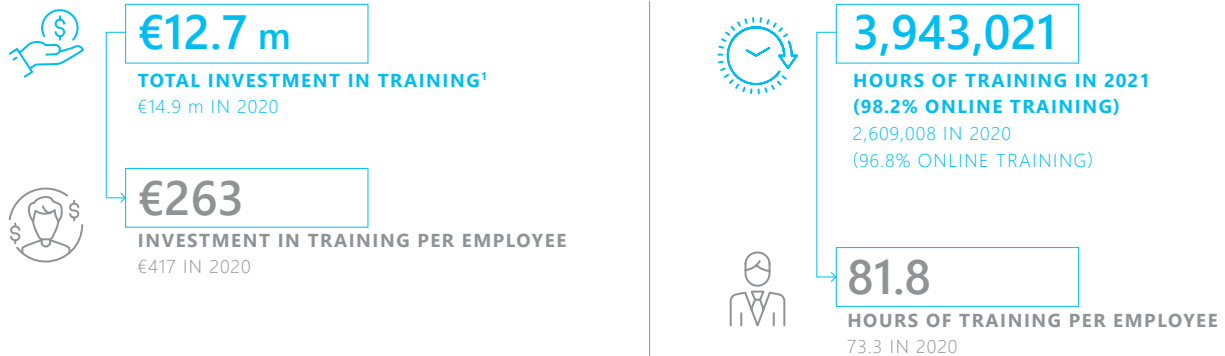 €12.7 m
TOTAL INVESTMENT IN TRAINING¹
€14.9 m IN 2020
€263
INVESTMENT IN TRAINING PER EMPLOYEE
€417 IN 2020
3,943,021
HOURS OF TRAINING IN 2021
(98.2% ONLINE TRAINING)
2,609,008 IN 2020
(96.8% ONLINE TRAINING)
81.8
HOURS OF TRAINING PER EMPLOYEE
73.3 IN 2020